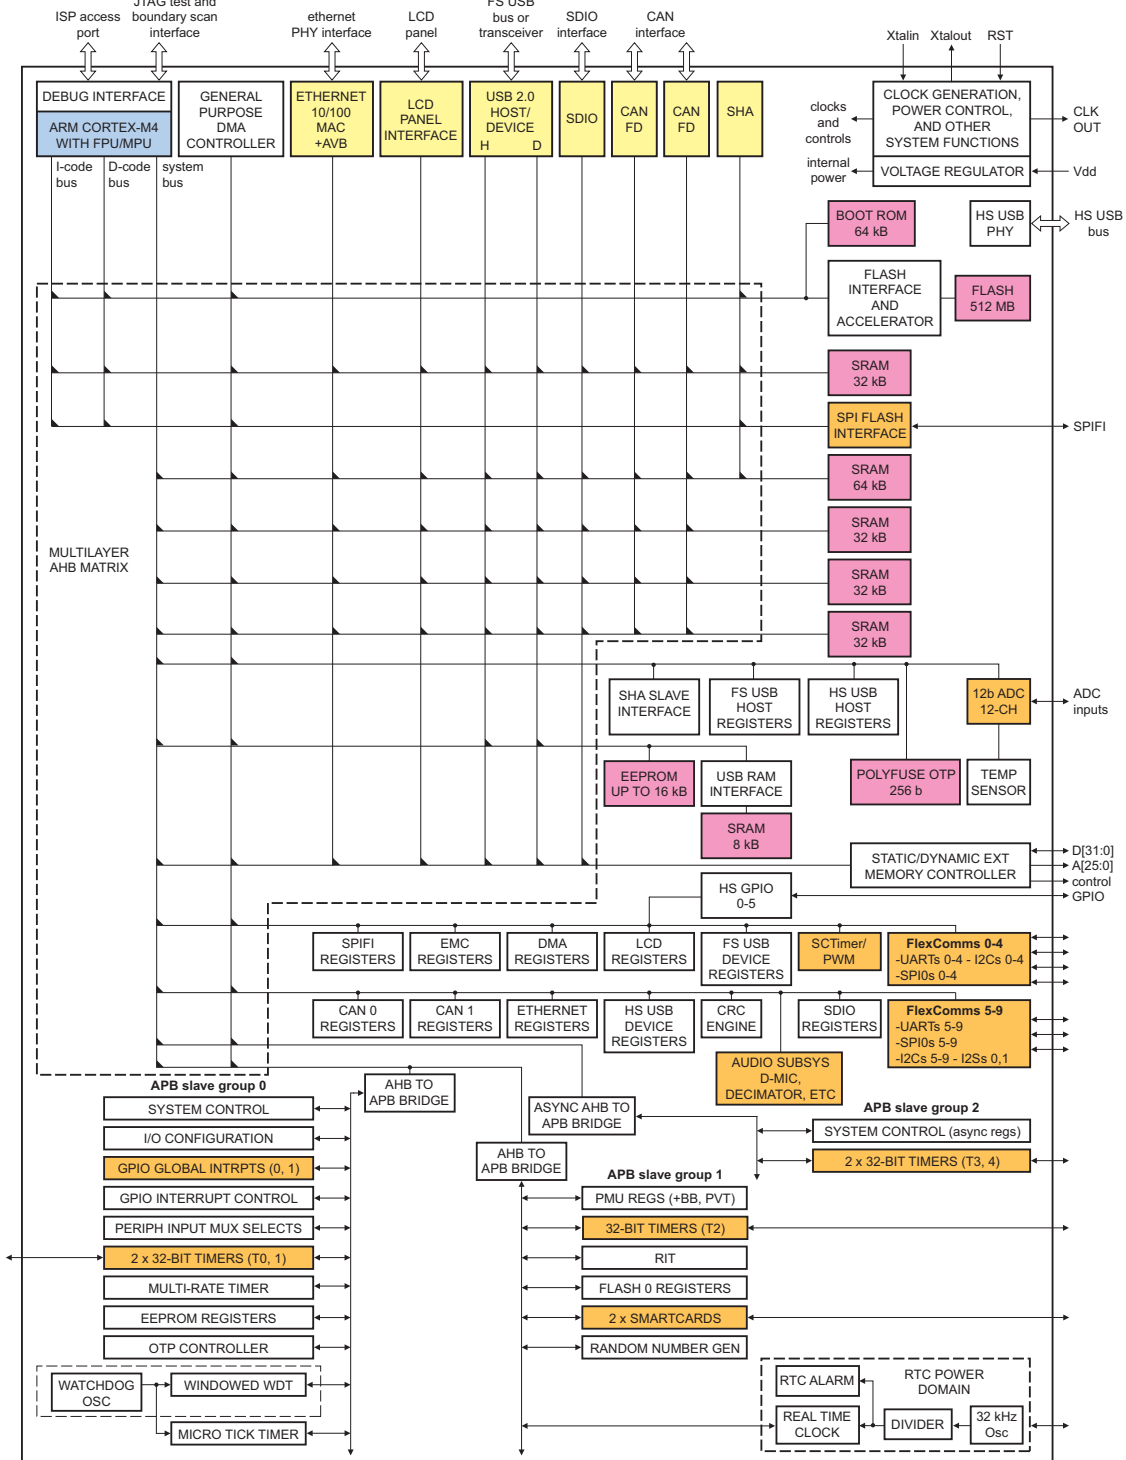 JTAG test and
boundary scan
interface
ISP access
port
ethernet
PHY interface
LCD
panel
FS USB
bus or
transceiver
SDIO
interface
CAN
interface
Xtalin
Xtalout
RST
DEBUG INTERFACE
ARM CORTEX-M4
WITH FPU/MPU
GENERAL
PURPOSE
DMA
CONTROLLER
ETHERNET
10/100
MAC
+AVB
LCD
PANEL
INTERFACE
USB 2.0
HOST/
DEVICE
H
D
SDIO
CAN
FD
CAN
FD
SHA
clocks
and
controls
CLOCK GENERATION,
POWER CONTROL,
AND OTHER
SYSTEM FUNCTIONS
CLK
OUT
internal
power
VOLTAGE REGULATOR
Vdd
I-code
bus
D-code
bus
system
bus
BOOT ROM
64 kB
HS USB
PHY
HS USB
bus
FLASH
INTERFACE
AND
ACCELERATOR
FLASH
512 MB
SRAM
32 kB
SPI FLASH
INTERFACE
SPIFI
SRAM
64 kB
SRAM
32 kB
MULTILAYER
AHB MATRIX
SRAM
32 kB
SRAM
32 kB
SHA SLAVE
INTERFACE
FS USB
HOST
REGISTERS
HS USB
HOST
REGISTERS
12b ADC
12-CH
ADC
inputs
EEPROM
UP TO 16 kB
USB RAM
INTERFACE
POLYFUSE OTP
256 b
TEMP
SENSOR
SRAM
8 kB
STATIC/DYNAMIC EXT
MEMORY CONTROLLER
D[31:0]
A[25:0]
control
GPIO
HS GPIO
0-5
SPIFI
REGISTERS
EMC
REGISTERS
DMA
REGISTERS
LCD
REGISTERS
FS USB
DEVICE
REGISTERS
SCTimer/
PWM
FlexComms 0-4
-UARTs 0-4 - I2Cs 0-4
-SPI0s 0-4
CAN 0
REGISTERS
CAN 1
REGISTERS
ETHERNET
REGISTERS
HS USB
DEVICE
REGISTERS
CRC
ENGINE
SDIO
REGISTERS
FlexComms 5-9
-UARTs 5-9
-SPI0s 5-9
-I2Cs 5-9 - I2Ss 0,1
AUDIO SUBSYS
D-MIC,
DECIMATOR, ETC
APB slave group 0
AHB TO
APB BRIDGE
ASYNC AHB TO
APB BRIDGE
AHB TO
APB BRIDGE
APB slave group 2
SYSTEM CONTROL (async regs)
2 x 32-BIT TIMERS (T3, 4)
SYSTEM CONTROL
I/O CONFIGURATION
GPIO GLOBAL INTRPTS (0, 1)
GPIO INTERRUPT CONTROL
PERIPH INPUT MUX SELECTS
2 x 32-BIT TIMERS (T0, 1)
MULTI-RATE TIMER
EEPROM REGISTERS
OTP CONTROLLER
WATCHDOG
OSC
WINDOWED WDT
MICRO TICK TIMER
APB slave group 1
PMU REGS (+BB, PVT)
32-BIT TIMERS (T2)
RIT
FLASH 0 REGISTERS
2 x SMARTCARDS
RANDOM NUMBER GEN
RTC ALARM
RTC POWER
DOMAIN
REAL TIME
CLOCK
DIVIDER
32 kHz
Osc